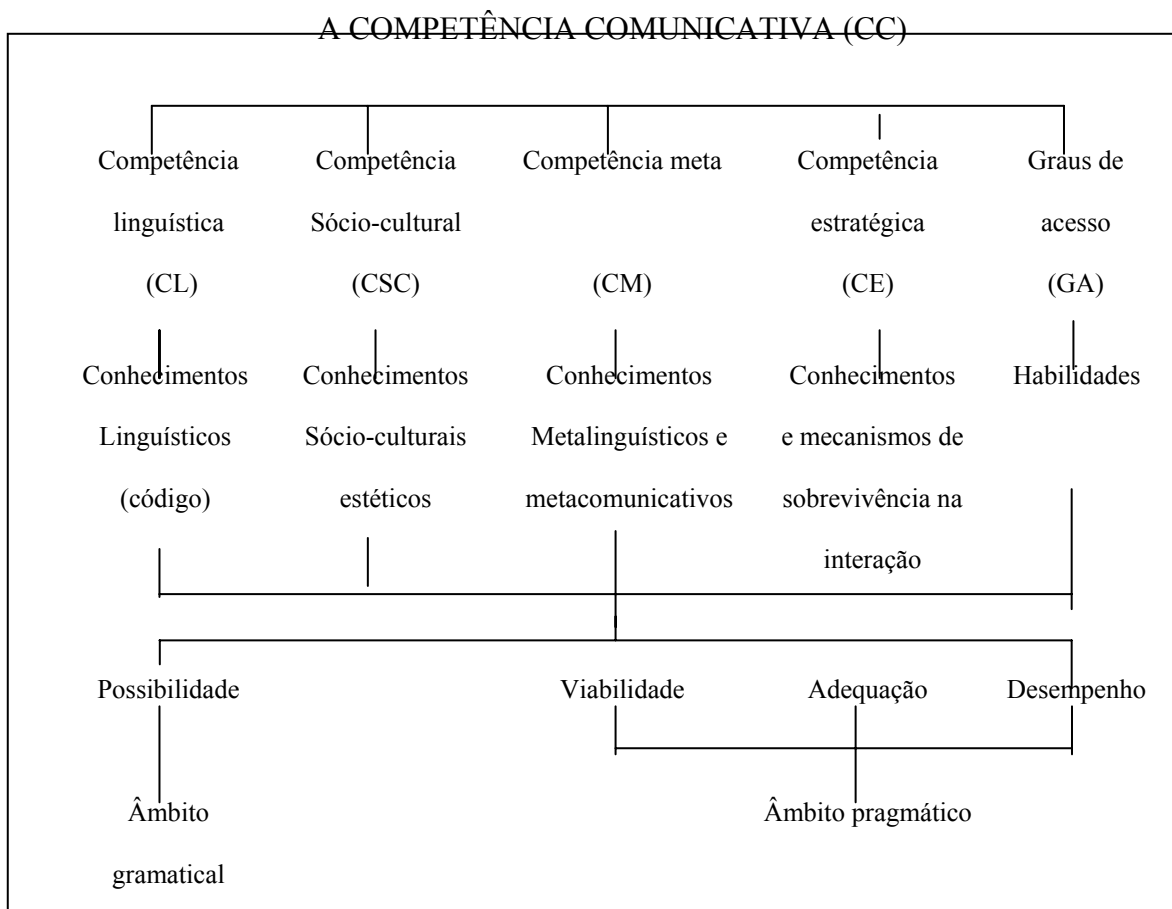 A COMPETÊNCIA COMUNICATIVA (CC)
Competência Competência Competência meta Competência Graus de
linguística Sócio-cultural estratégica acesso
(CL) (CSC) (CM) (CE) (GA)
Conhecimentos Conhecimentos Conhecimentos Conhecimentos Habilidades
Linguísticos Sócio-culturais Metalinguísticos e e mecanismos de
(código) estéticos metacomunicativos sobrevivência na
interação
Possibilidade Viabilidade Adequação Desempenho
Âmbito Âmbito pragmático
gramatical